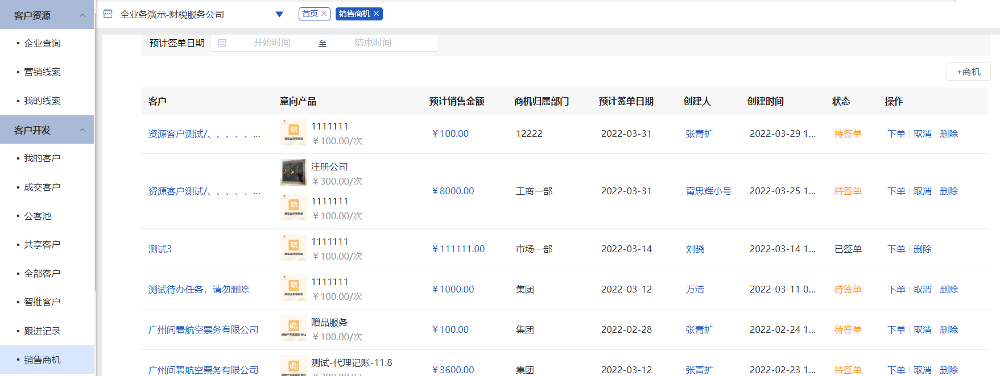 客户资源
企业查询
营销线索
我的线索
客户开发
我的客户
成交客户
公客池
共享客户
全部客户
智推客户
跟进记录
销售商机
全业务演示-财税服务公司
首页 ×
销售商机 ×
预计签单日期 开始时间 至 结束时间
+商机
客户 意向产品 预计销售金额 商机归属部门 预计签单日期 创建人 创建时间 状态 操作
资源客户测试/、、、、、... 1111111 ￥100.00/次 ￥100.00 12222 2022-03-31 张青扩 2022-03-29 1... 待签单 下单 取消 删除
资源客户测试/、、、、、... 注册公司 ￥300.00/次 1111111 ￥100.00/次 ￥8000.00 工商一部 2022-03-31 甯忠辉小号 2022-03-25 1... 待签单 下单 取消 删除
测试3 1111111 ￥100.00/次 ￥111111.00 市场一部 2022-03-14 刘骁 2022-03-14 1... 已签单 下单 删除
测试待办任务，请勿删除 1111111 ￥100.00/次 ￥1000.00 集团 2022-03-12 万浩 2022-03-11 0... 待签单 下单 取消 删除
广州间碧航空票务有限公司 赠品服务 ￥100.00/次 ￥100.00 集团 2022-02-28 张青扩 2022-02-24 1... 待签单 下单 取消 删除
广州间碧航空票务有限公司 测试-代理记账-11.8 ￥3600.00 集团 2022-03-12 张青扩 2022-02-23 1... 待签单 下单 取消 删除